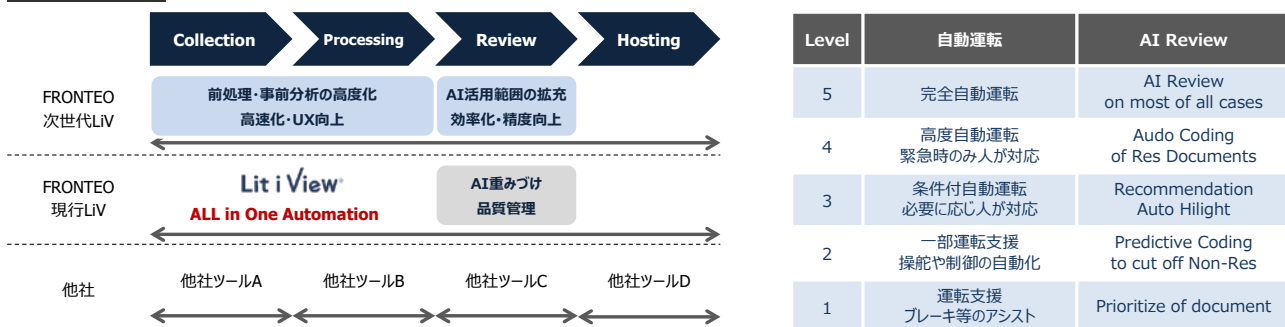 Collection
Processing
Review
Hosting
FRONTEO
次世代LiV
前処理・事前分析の高度化
高速化・UX向上
AI活用範囲の拡充
効率化・精度向上
FRONTEO
現行LiV
Lit i View
ALL in One Automation
AI重みづけ
品質管理
他社
他社ツールA
他社ツールB
他社ツールC
他社ツールD
Level
自動運転
AI Review
5
完全自動運転
AI Review
on most of all cases
4
高度自動運転
緊急時のみ人が対応
Audo Coding
of Res Documents
3
条件付自動運転
必要に応じ人が対応
Recommendation
Auto Hilight
2
一部運転支援
操舵や制御の自動化
Predictive Coding
to cut off Non-Res
1
運転支援
ブレーキ等のアシスト
Prioritize of document